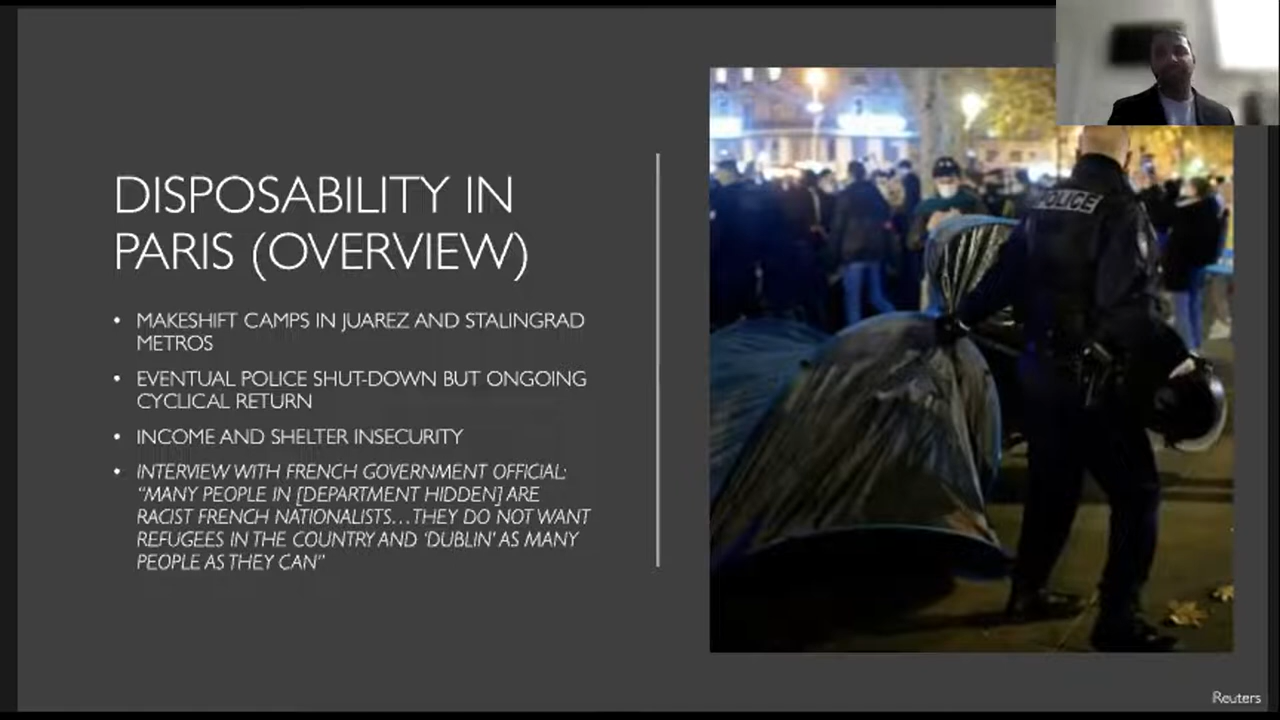 DISPOSABILITY IN
PARIS (OVERVIEW)
• MAKESHIFT CAMPS IN JUAREZ AND STALINGRAD
METROS
• EVENTUAL POLICE SHUT-DOWN BUT ONGOING
CYCLICAL RETURN
• INCOME AND SHELTER INSECURITY
• INTERVIEW WITH FRENCH GOVERNMENT OFFICIAL:
“MANY PEOPLE IN [DEPARTMENT HIDDEN] ARE
RACIST FRENCH NATIONALISTS…THEY DO NOT WANT
REFUGEES IN THE COUNTRY AND ‘DUBLIN’ AS MANY
PEOPLE AS THEY CAN”
POLICE
Reuters